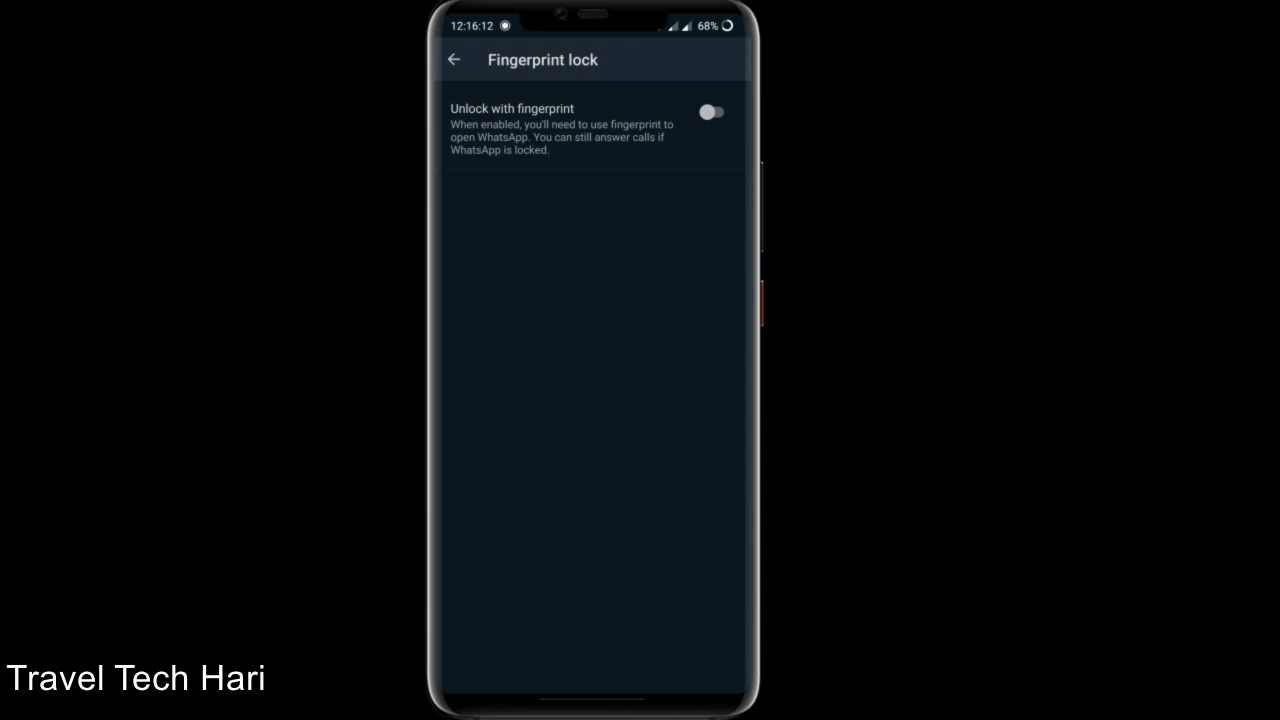 12:16:12
68%
Fingerprint lock
Unlock with fingerprint
When enabled, you'll need to use fingerprint to
open WhatsApp. You can still answer calls if
WhatsApp is locked.
Travel Tech Hari